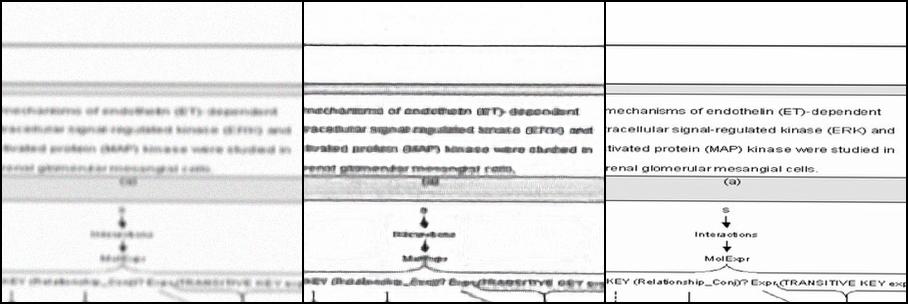 mechanisms of endothelin (ET)-dependent
racellular signal-regulated kinase (ERK) and
tivated protein (MAP) kinase were studied in
renal glomerular mesangial cells.
(a)
S
Interactions
MolExpr
KEY (Relationship_Conj)? Expr (TRANSITIVE KEY exp
mechanisms of endothelin (ET)-dependent
racellular signal-regulated kinase (ERK) and
tivated protein (MAP) kinase were studied in
renal glomerular mesangial cells.
(a)
S
Interactions
MolExpr
KEY (Relationship_Conj)? Expr (TRANSITIVE KEY exp
mechanisms of endothelin (ET)-dependent
racellular signal-regulated kinase (ERK) and
tivated protein (MAP) kinase were studied in
renal glomerular mesangial cells.
(a)
S
Interactions
MolExpr
KEY (Relationship_Conj)? Expr (TRANSITIVE KEY exp